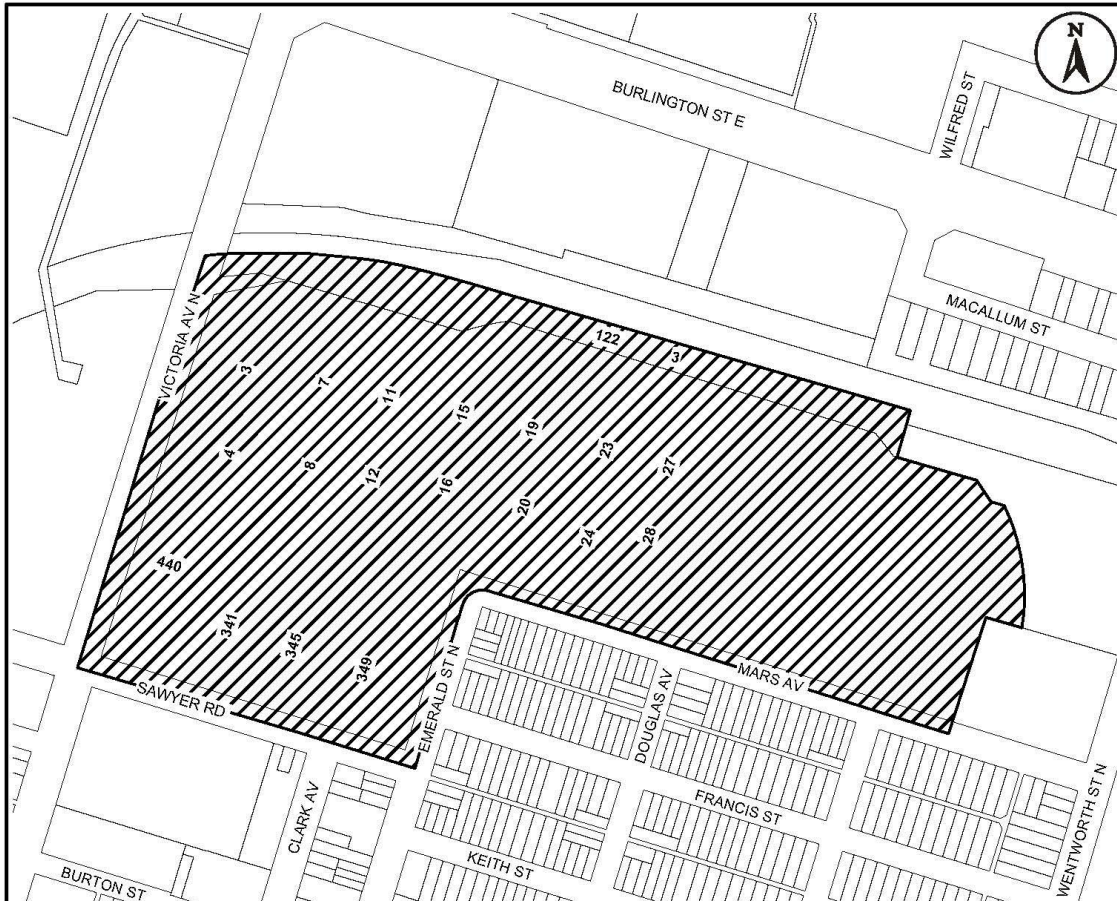 N
BURLINGTON ST E
WILFRED ST
MACALLUM ST
VICTORIA AV N
122
3
3
7
11
15
19
23
27
4
8
12
16
20
24
28
440
341
345
349
SAWYER RD
EMERALD ST N
MARS AV
DOUGLAS AV
CLARK AV
FRANCIS ST
KEITH ST
BURTON ST
WENTWORTH ST N